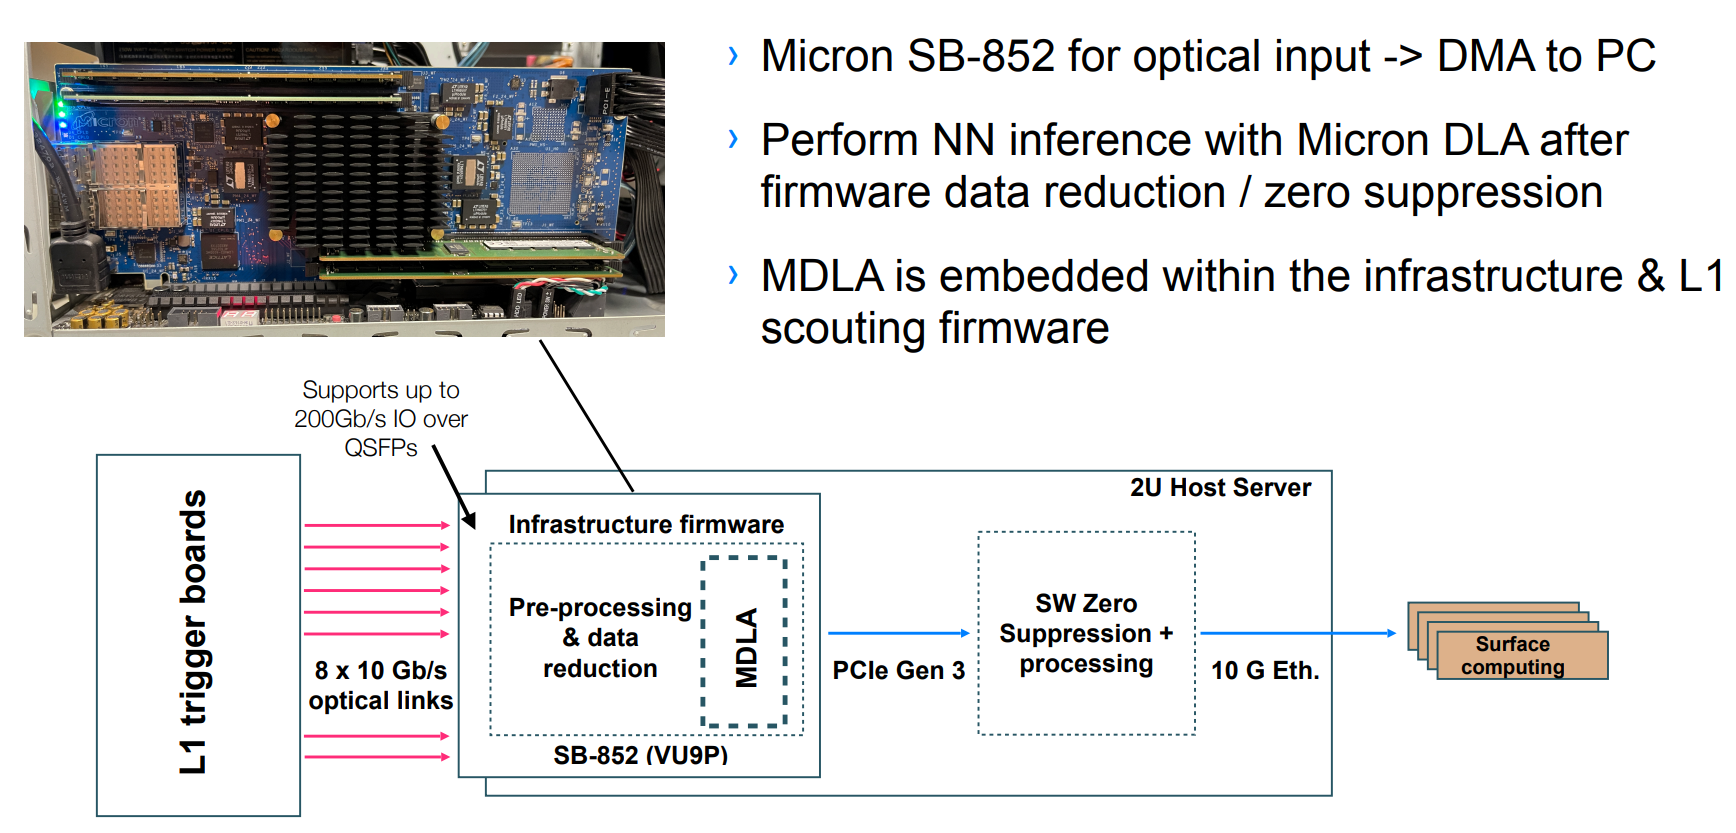 › Micron SB-852 for optical input -> DMA to PC
› Perform NN inference with Micron DLA after
firmware data reduction / zero suppression
› MDLA is embedded within the infrastructure & L1
scouting firmware
Supports up to
200Gb/s IO over
QSFPs
L1 trigger boards
8 x 10 Gb/s
optical links
Infrastructure firmware
Pre-processing
& data
reduction
MDLA
SB-852 (VU9P)
PCIe Gen 3
2U Host Server
SW Zero
Suppression +
processing
10 G Eth.
Surface
computing